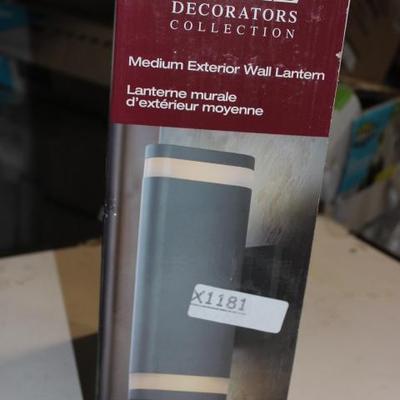 DECORATORS
COLLECTION
Medium Exterior Wall Lantern
Lanterne murale
d'extérieur moyenne
X1181